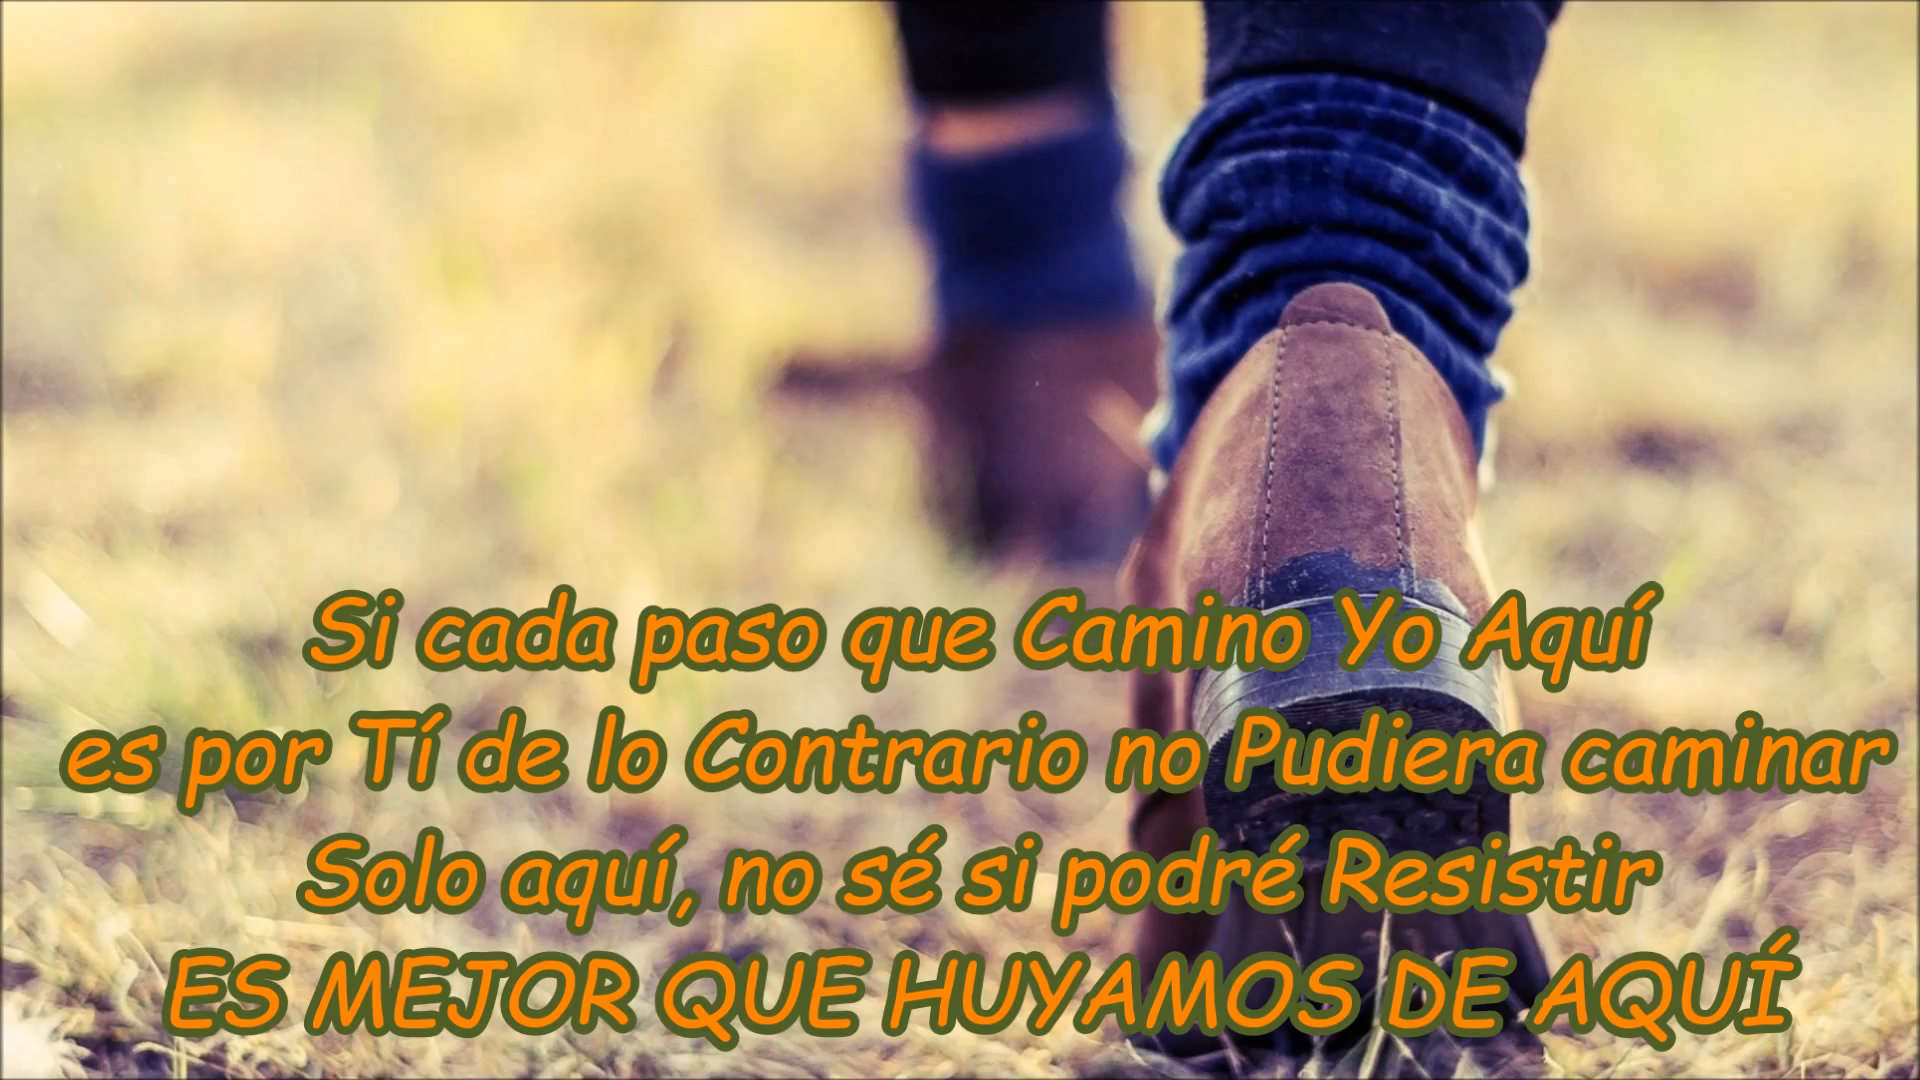 Si cada paso que Camino Yo Aquí
es por Tí de lo Contrario no Pudiera caminar
Solo aquí, no sé si podré Resistir
ES MEJOR QUE HUYAMOS DE AQUÍ